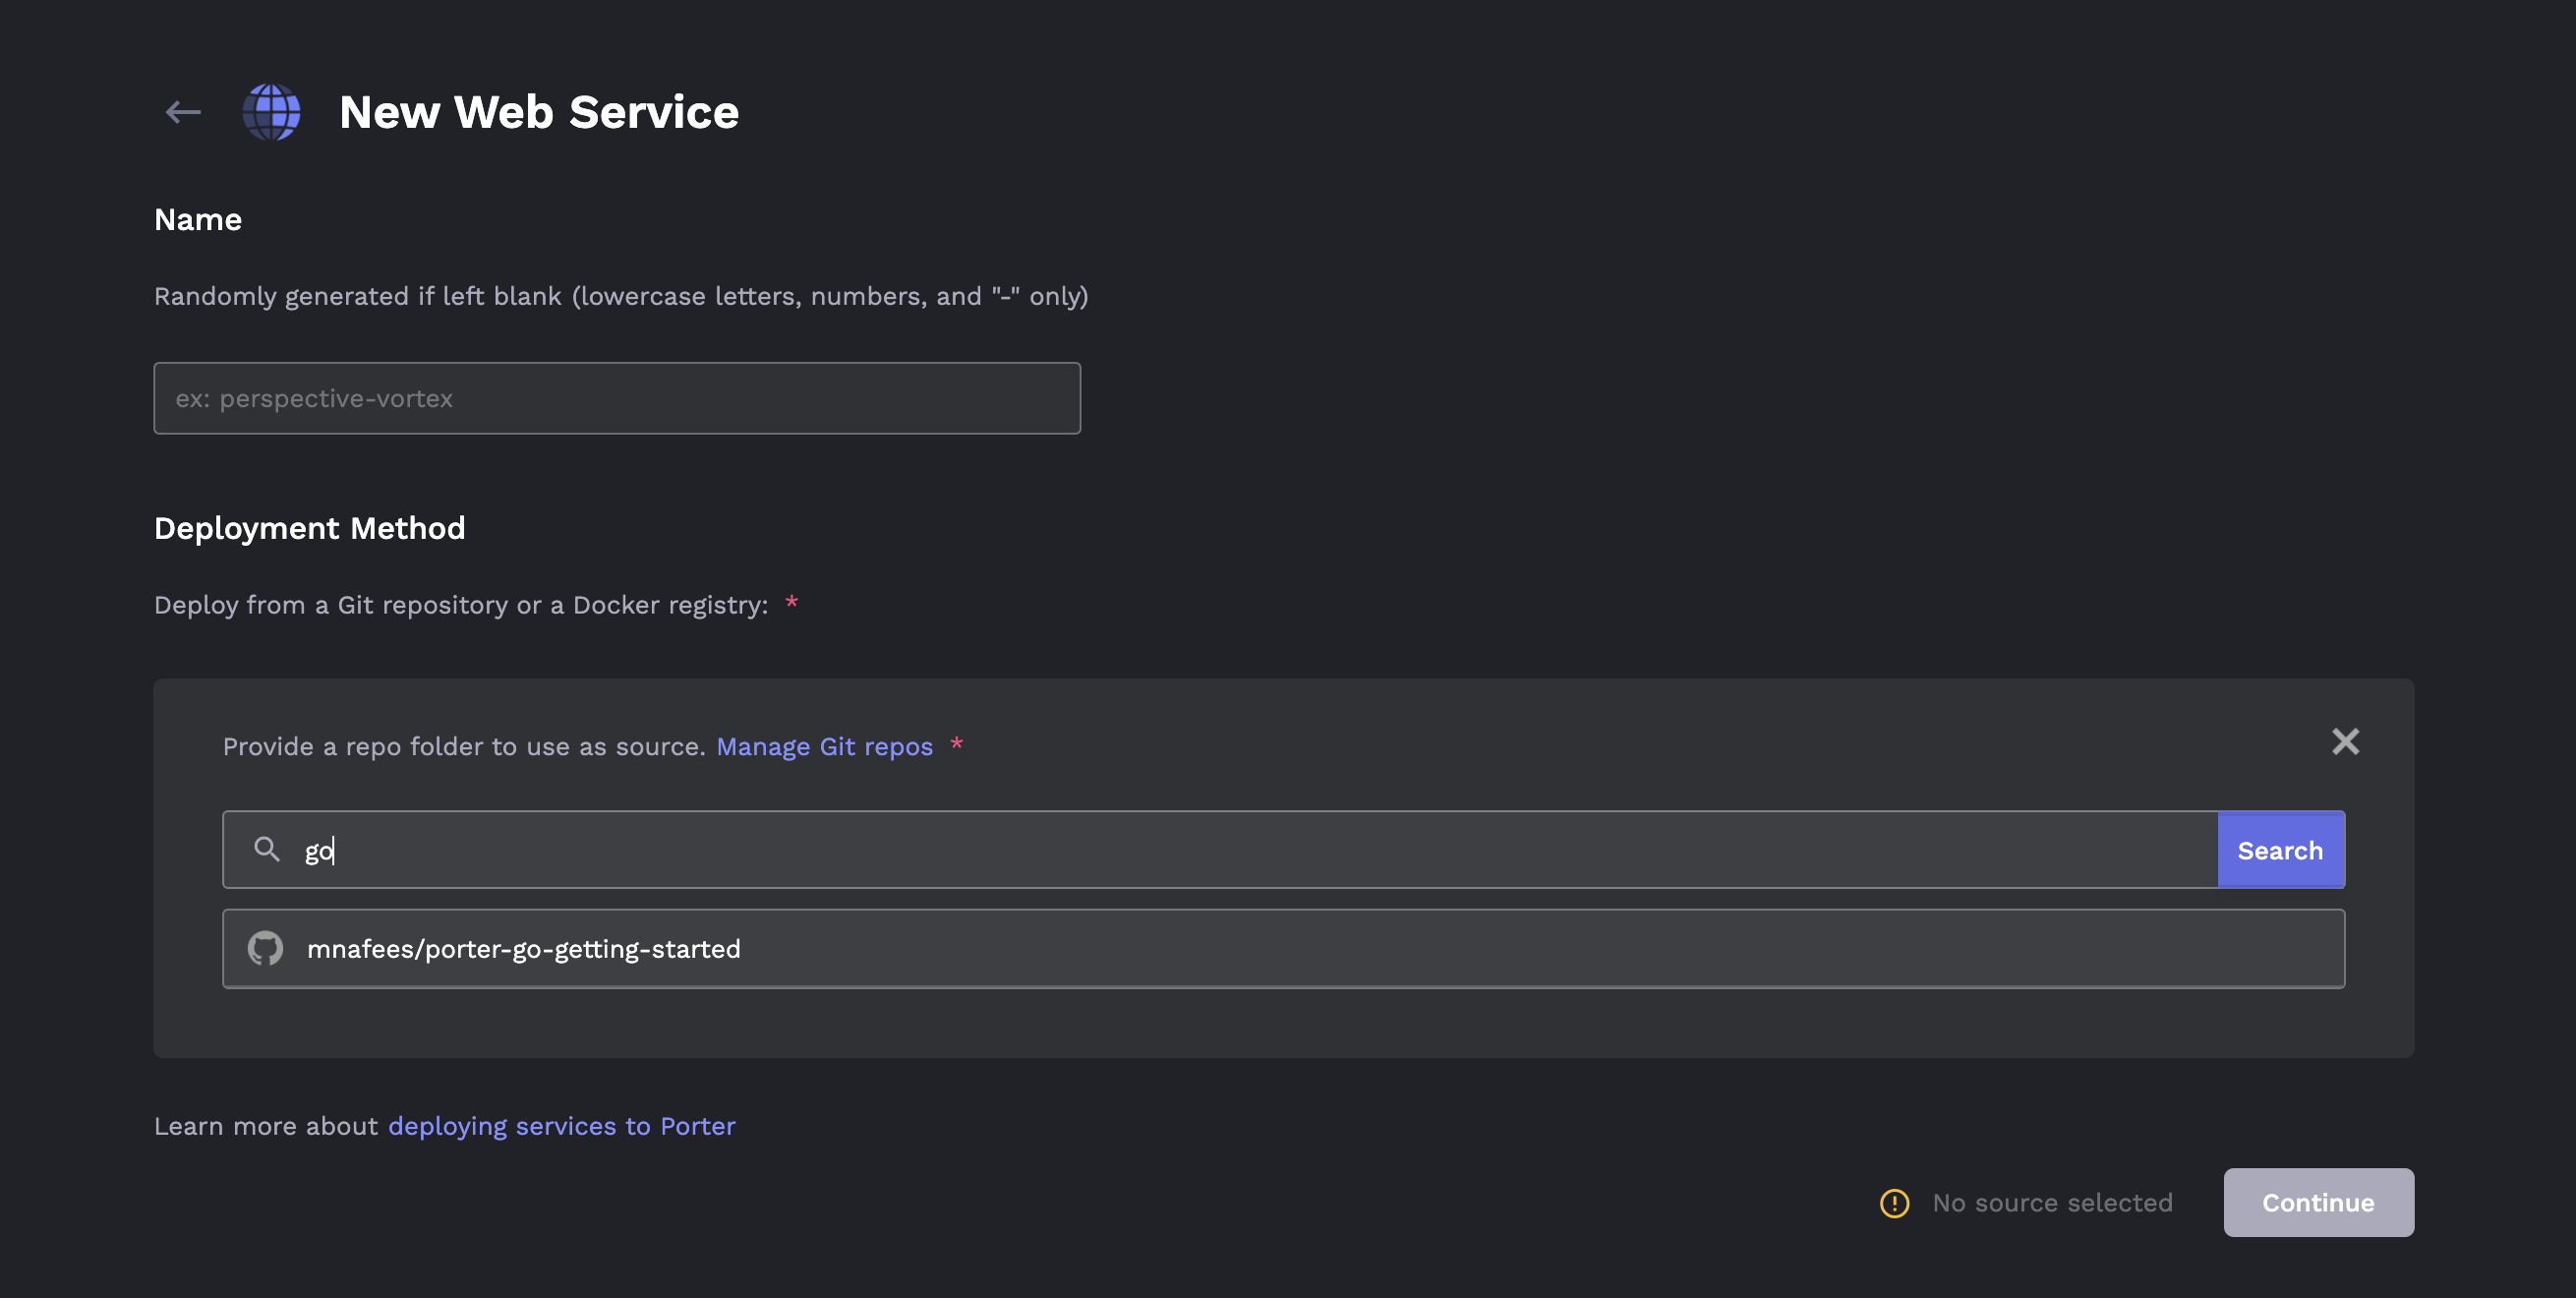 New Web Service
Name
Randomly generated if left blank (lowercase letters, numbers, and "-" only)
ex: perspective-vortex
Deployment Method
Deploy from a Git repository or a Docker registry: *
Provide a repo folder to use as source. Manage Git repos *
go
Search
mnafees/porter-go-getting-started
Learn more about deploying services to Porter
No source selected
Continue